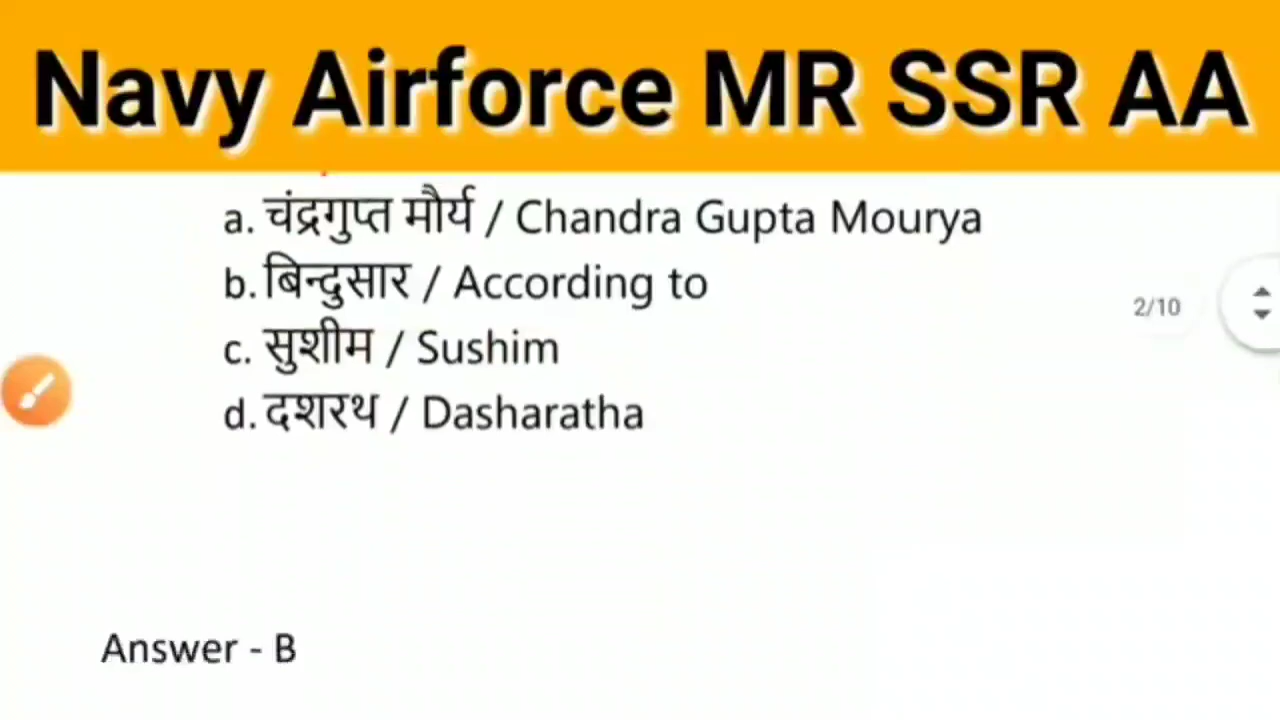 Navy Airforce MR SSR AA
a. चंद्रगुप्त मौर्य / Chandra Gupta Mourya
b. बिन्दुसार / According to
2/10
c. सुशीम / Sushim
d. दशरथ / Dasharatha
Answer - B